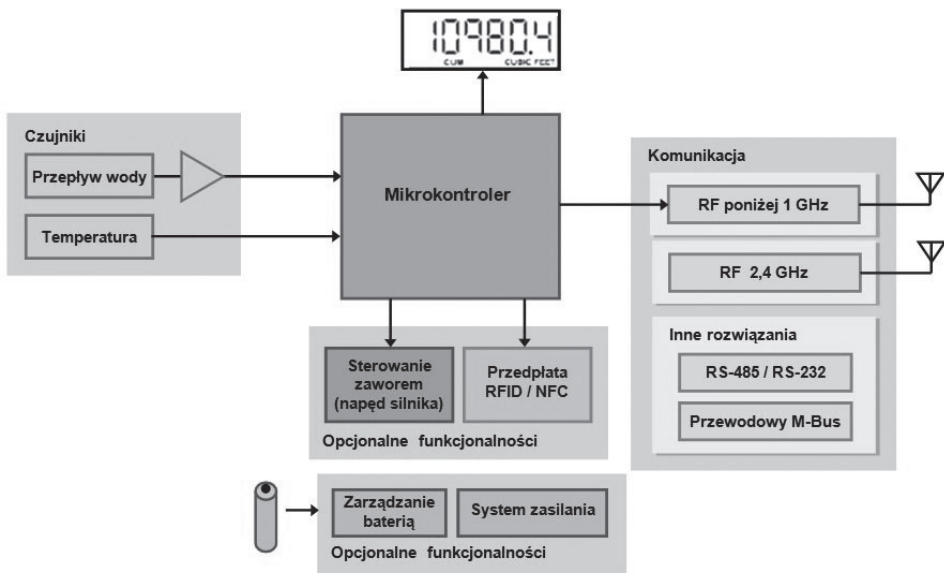 10980.4
CUM CUBIC FEET
Czujniki
Przepływ wody
Temperatura
Mikrokontroler
Komunikacja
RF poniżej 1 GHz
RF 2,4 GHz
Inne rozwiązania
RS-485 / RS-232
Przewodowy M-Bus
Sterowanie
zaworem
(napęd silnika)
Przedpłata
RFID / NFC
Opcjonalne funkcjonalności
Zarządzanie
baterią
System zasilania
Opcjonalne funkcjonalności